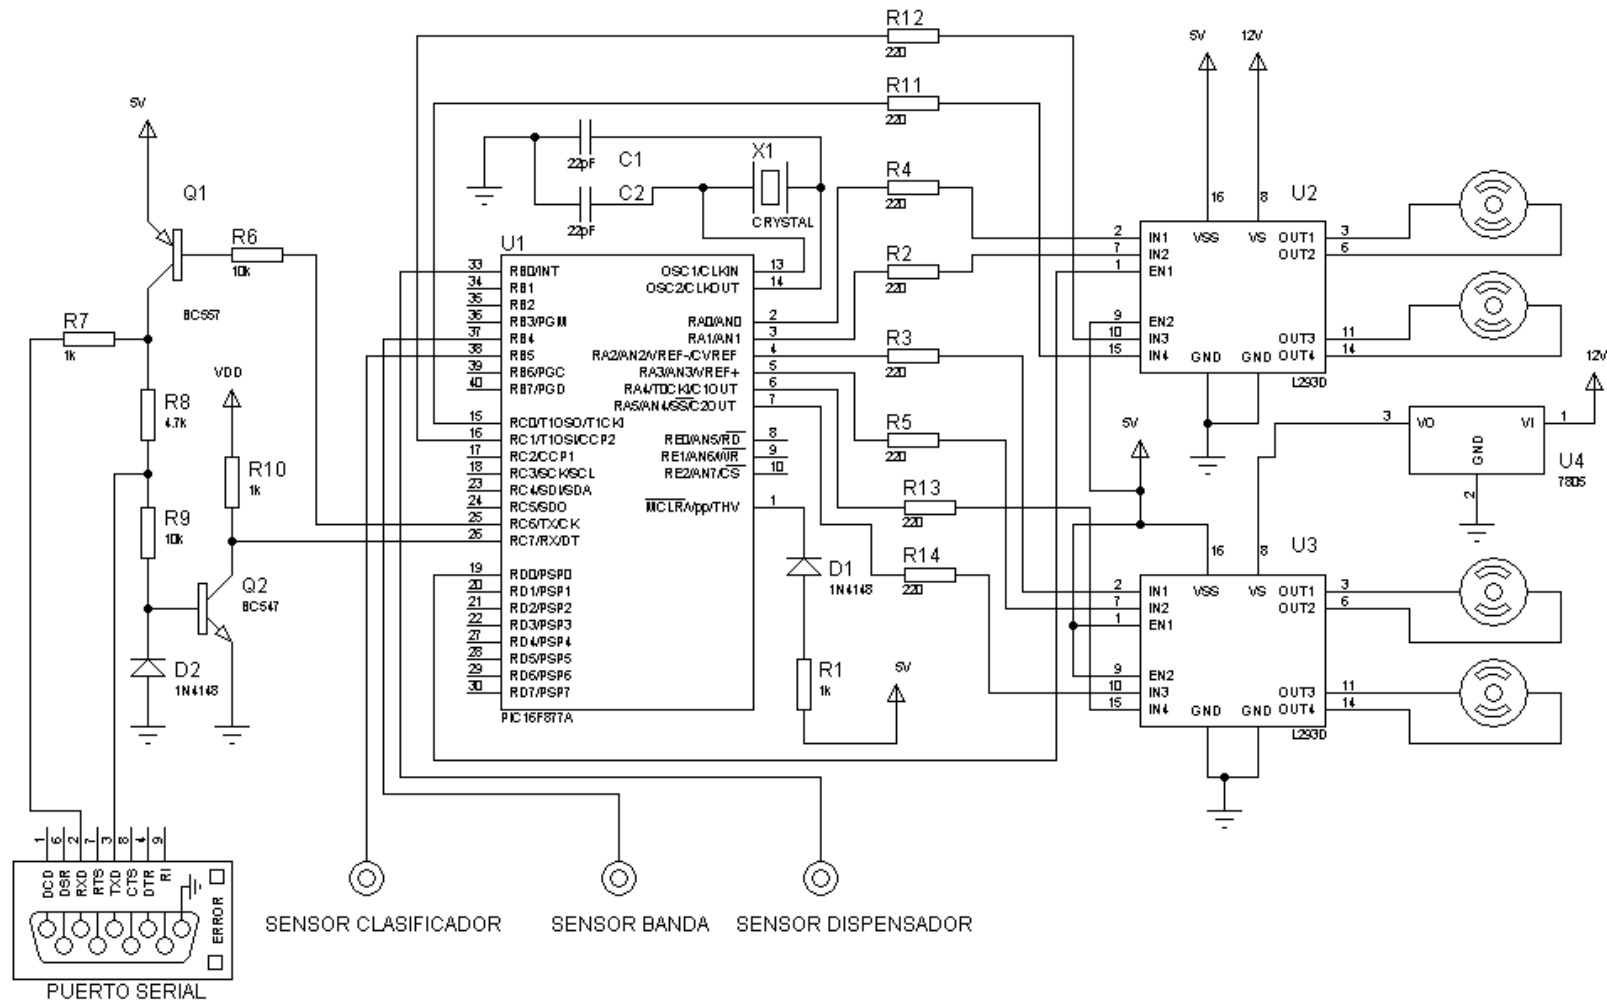 R12
220
R11
220
5V
12V
5V
Q1
BC557
R6
10k
R7
1k
R8
4.7k
VDD
R10
1k
R9
10k
Q2
BC547
D2
1N4148
22pF
C1
C2
22pF
X1
CRYSTAL
U1
33 RB0/INT
34 RB1
35 RB2
36 RB3/PGM
37 RB4
38 RB5
39 RB6/PGC
40 RB7/PGD
15 RC0/T1OSO/T1CKI
16 RC1/T1OSI/CCP2
17 RC2/CCP1
18 RC3/SCK/SCL
23 RC4/SDI/SDA
24 RC5/SDO
25 RC6/TX/CK
26 RC7/RX/DT
19 RD0/PSP0
20 RD1/PSP1
21 RD2/PSP2
22 RD3/PSP3
27 RD4/PSP4
28 RD5/PSP5
29 RD6/PSP6
30 RD7/PSP7
OSC1/CLKIN 13
OSC2/CLKOUT 14
RA0/AN0 2
RA1/AN1 3
RA2/AN2/VREF-/CVREF 4
RA3/AN3/VREF+ 5
RA4/T0CKI/C1OUT 6
RA5/AN4/SS/C2OUT 7
RE0/AN5/RD 8
RE1/AN6/WR 9
RE2/AN7/CS 10
MCLR/Vpp/THV 1
PIC16F877A
R4
220
R2
220
R3
220
R5
220
R13
220
R14
220
D1
1N4148
R1
1k
5V
U2
16 8
2 IN1 VSS VS OUT1 3
7 IN2 OUT2 6
1 EN1
9 EN2
10 IN3 OUT3 11
15 IN4 GND GND OUT4 14
L293D
12V
3 VO VI 1
GND
2
U4
7805
5V
U3
16 8
2 IN1 VSS VS OUT1 3
7 IN2 OUT2 6
1 EN1
9 EN2
10 IN3 OUT3 11
15 IN4 GND GND OUT4 14
L293D
1 6 2 7 3 8 4 9
DCD DSR RXD RTS TXD CTS DTR RI
ERROR
PUERTO SERIAL
SENSOR CLASIFICADOR
SENSOR BANDA
SENSOR DISPENSADOR